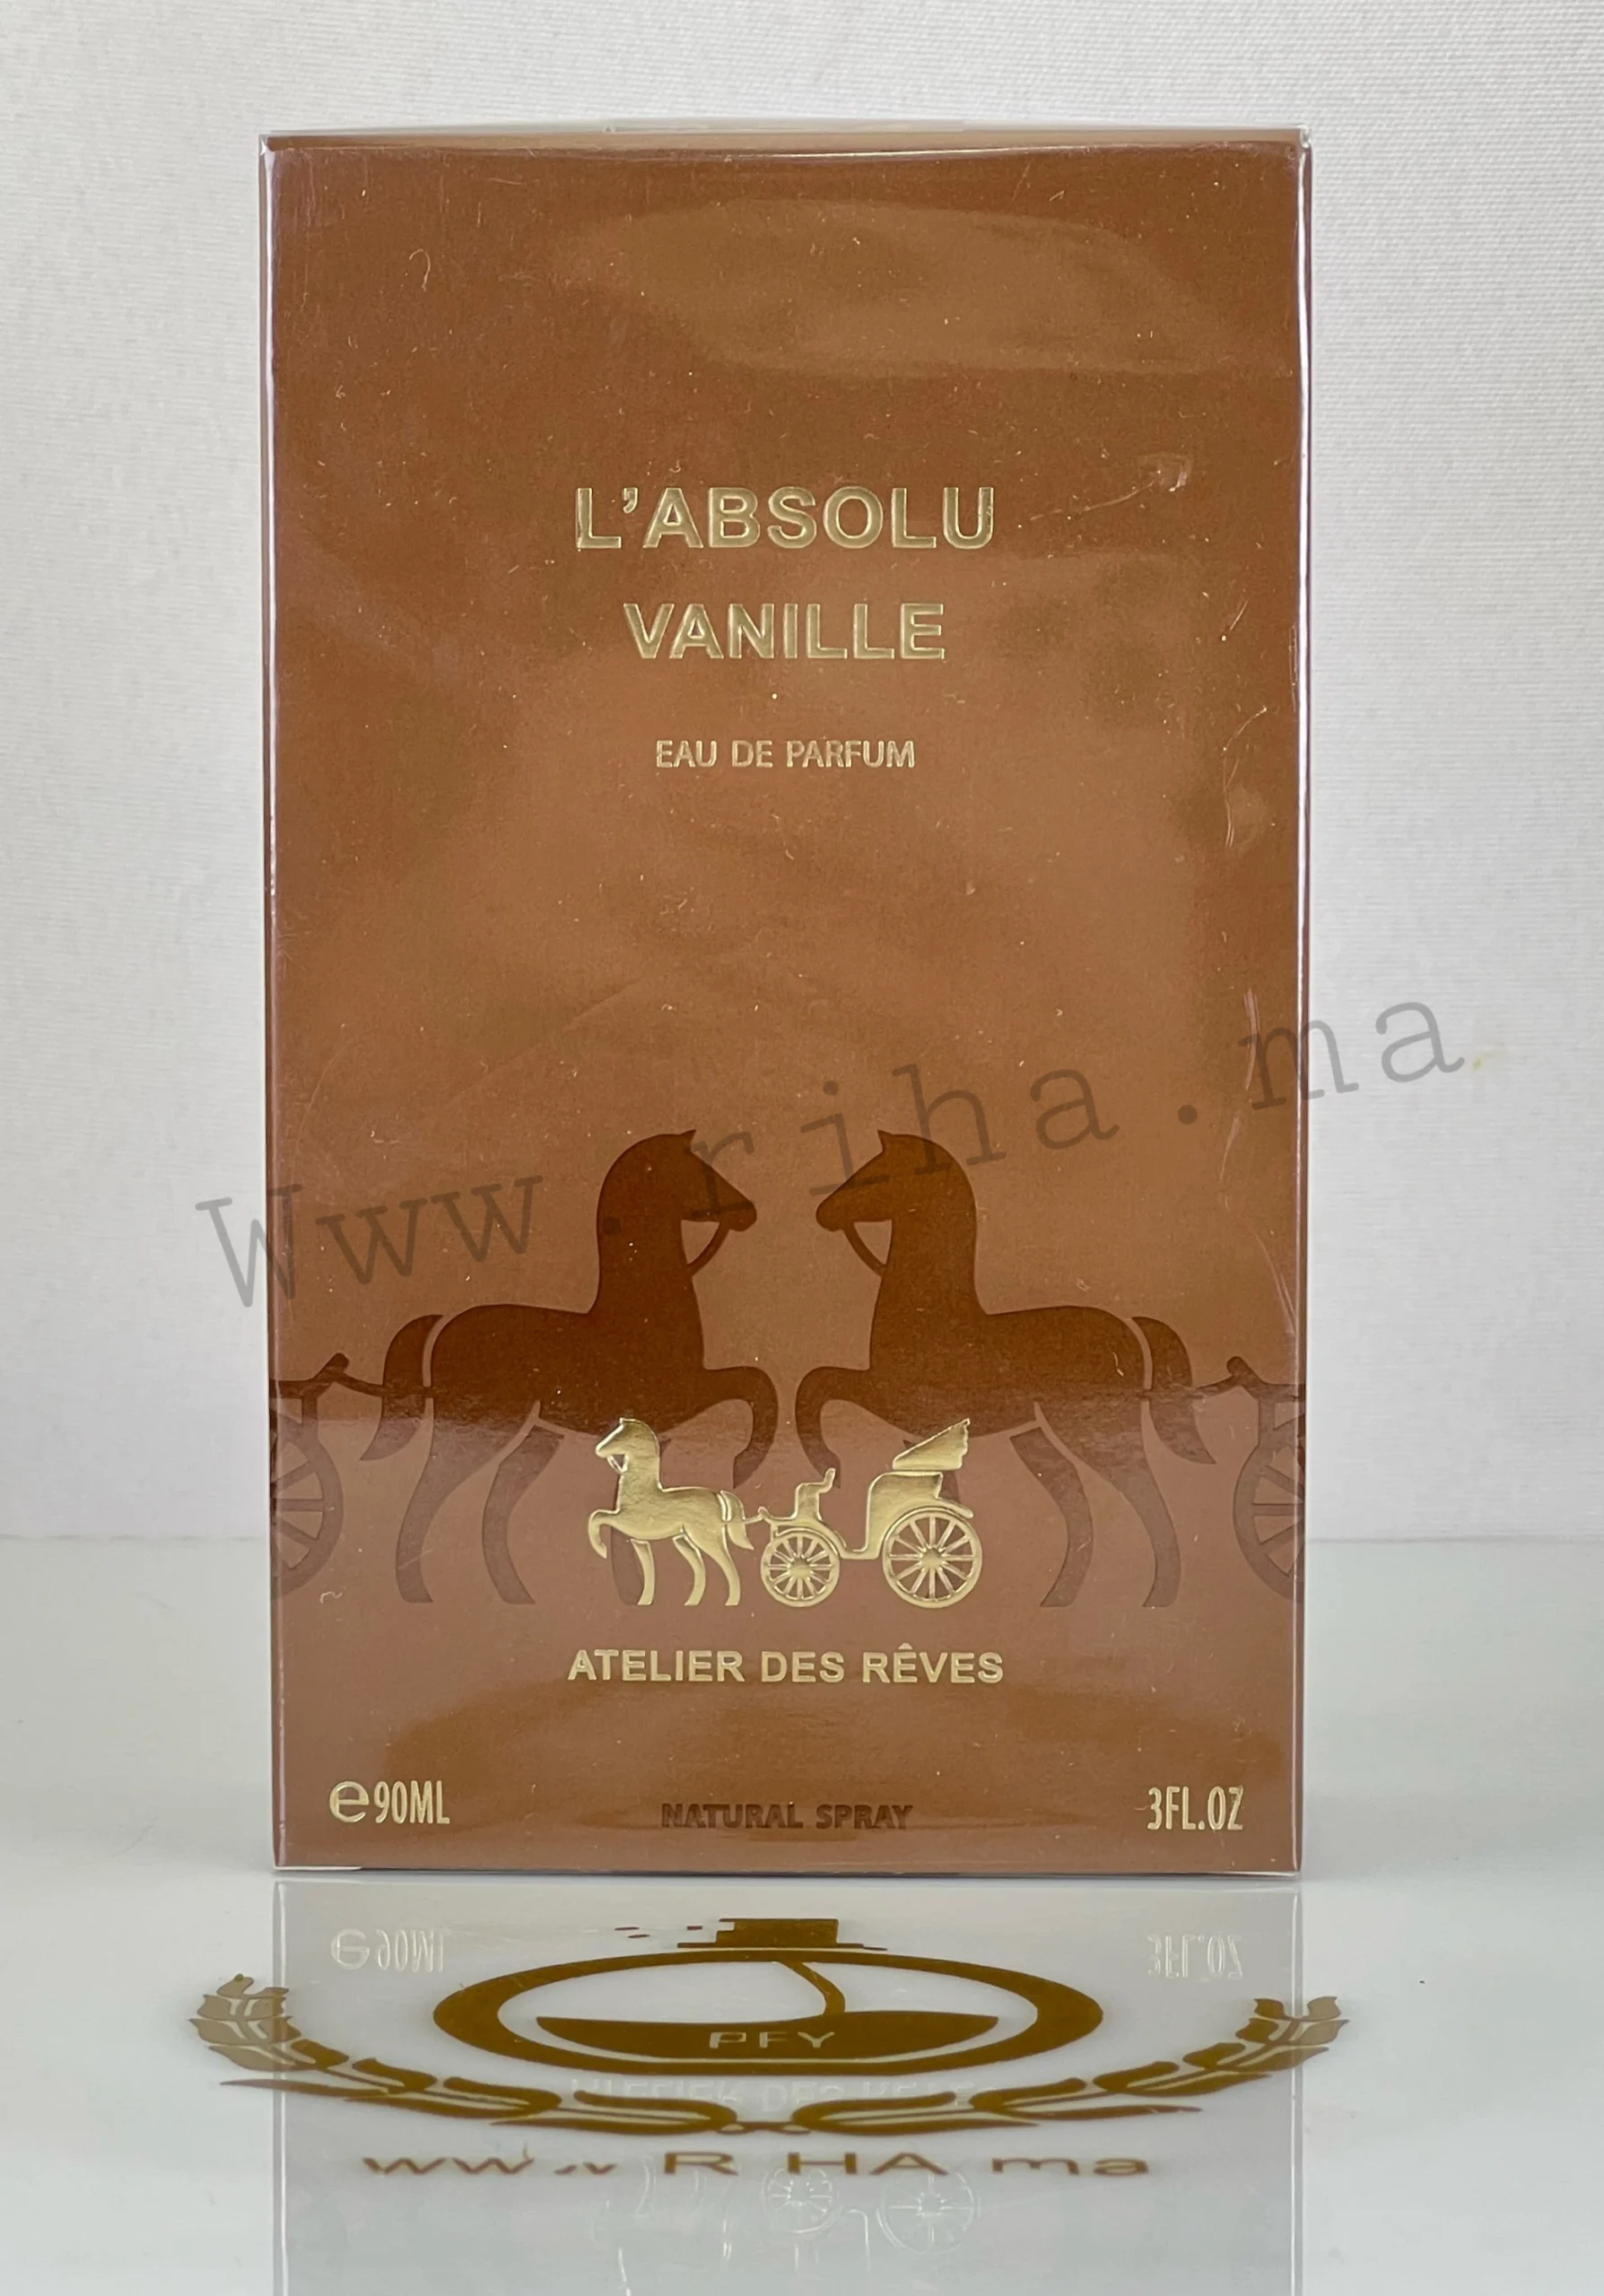 L'ABSOLU
VANILLE
EAU DE PARFUM
www.riha.ma
ATELIER DES RÊVES
℮90ML NATURAL SPRAY 3FL.OZ
PFY
www RIHA ma